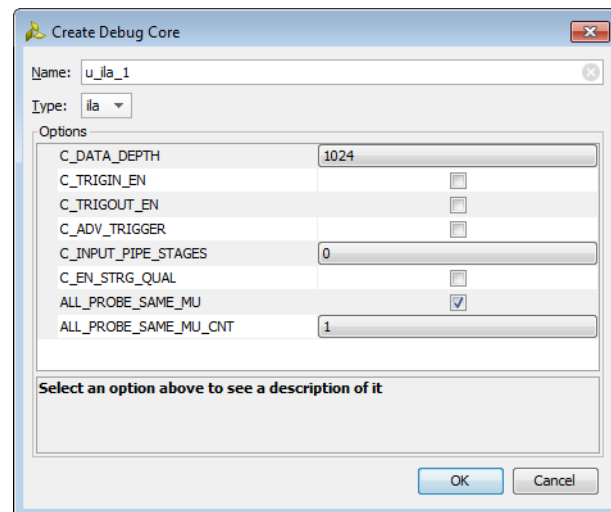 Create Debug Core
Name: u_ila_1
Type: ila
Options
C_DATA_DEPTH 1024
C_TRIGIN_EN
C_TRIGOUT_EN
C_ADV_TRIGGER
C_INPUT_PIPE_STAGES 0
C_EN_STRG_QUAL
ALL_PROBE_SAME_MU
ALL_PROBE_SAME_MU_CNT 1
Select an option above to see a description of it
OK Cancel